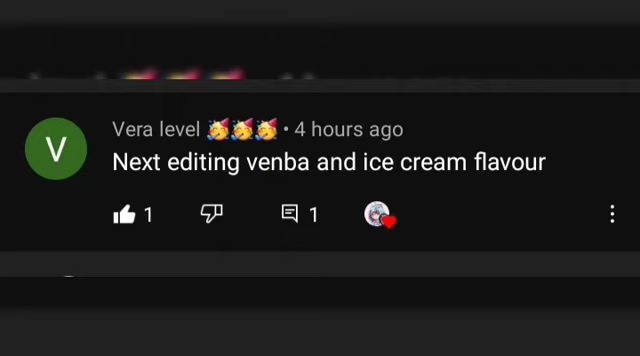 V
Vera level 🥳🥳🥳 • 4 hours ago
Next editing venba and ice cream flavour
1 1